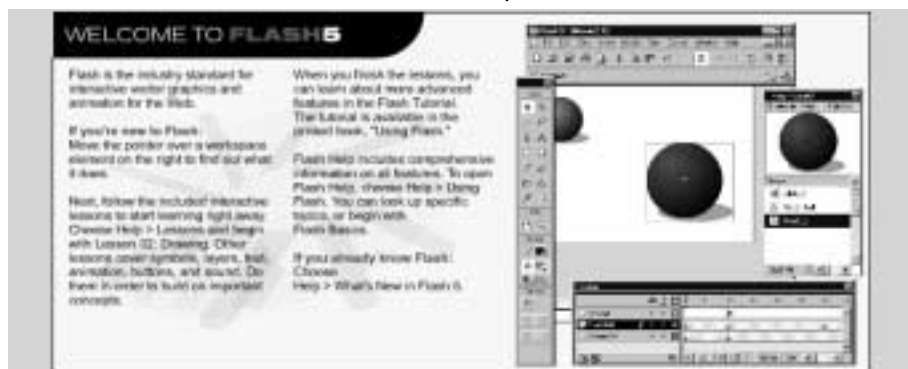 WELCOME TO FLASH5
Flash is the industry standard for
interactive vector graphics and
animation for the Web.
If you're new to Flash:
Move the pointer over a workspace
element on the right to find out what
it does.
Next, follow the included interactive
lessons to start learning right away.
Choose Help > Lessons and begin
with Lesson 02: Drawing. Other
lessons cover symbols, layers, text,
animation, buttons, and sound. Do
them in order to build on important
concepts.
When you finish the lessons, you
can learn about more advanced
features in the Flash Tutorial.
The tutorial is available in the
printed book, "Using Flash."
Flash Help includes comprehensive
information on all features. To open
Flash Help, choose Help > Using
Flash. You can look up specific
topics, or begin with
Flash Basics.
If you already know Flash:
Choose
Help > What's New in Flash 5.